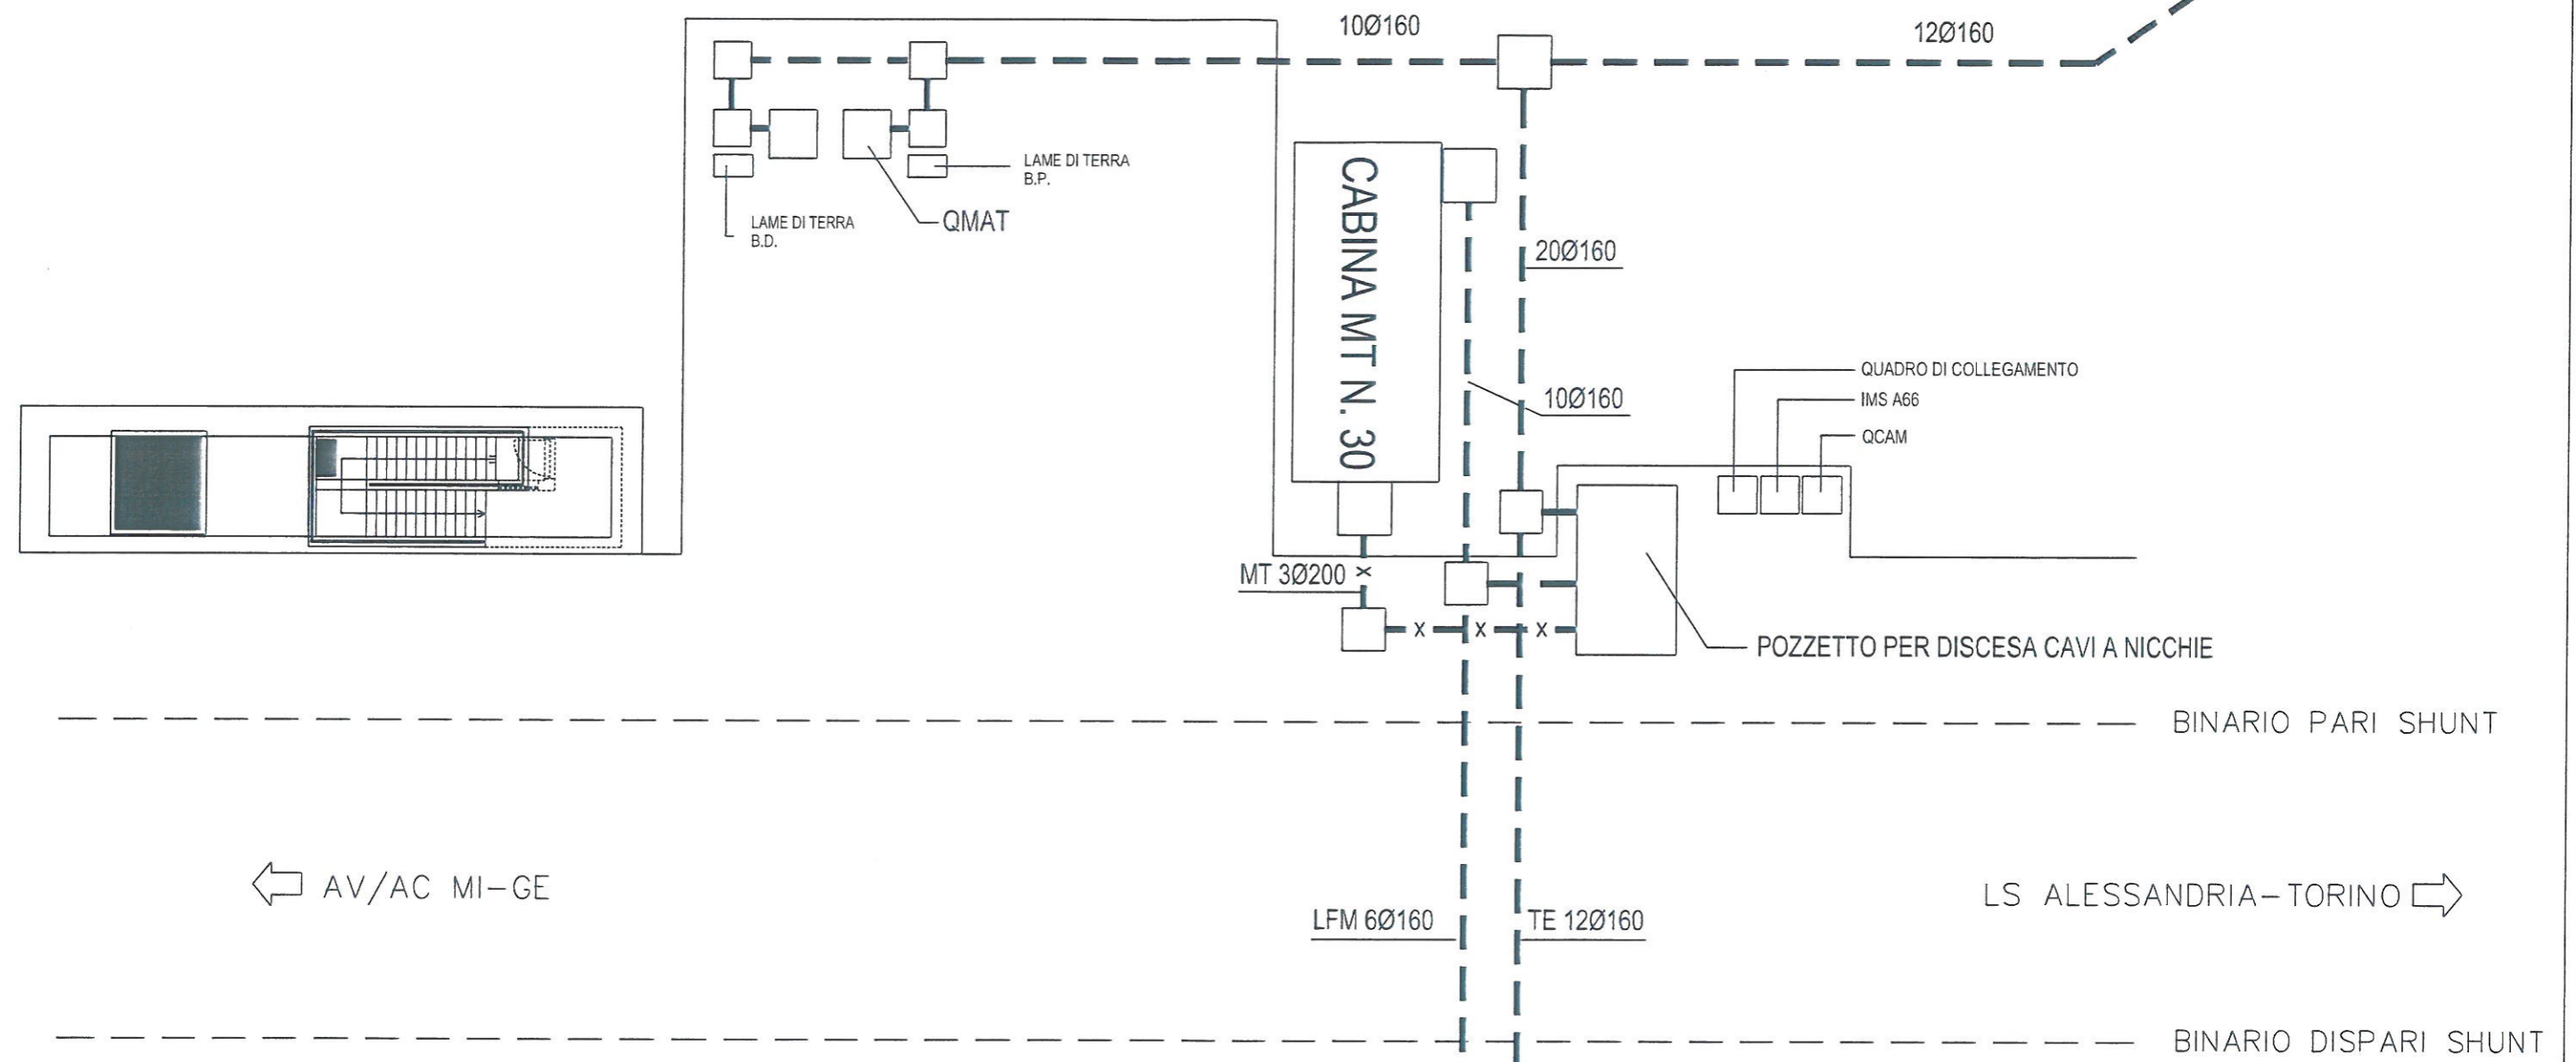 10Ø160
12Ø160
LAME DI TERRA
B.P.
LAME DI TERRA
B.D.
QMAT
CABINA MT N. 30
20Ø160
10Ø160
QUADRO DI COLLEGAMENTO
IMS A66
QCAM
MT 3Ø200
x
x x x
POZZETTO PER DISCESA CAVI A NICCHIE
BINARIO PARI SHUNT
AV/AC MI-GE
LS ALESSANDRIA-TORINO
LFM 6Ø160
TE 12Ø160
BINARIO DISPARI SHUNT